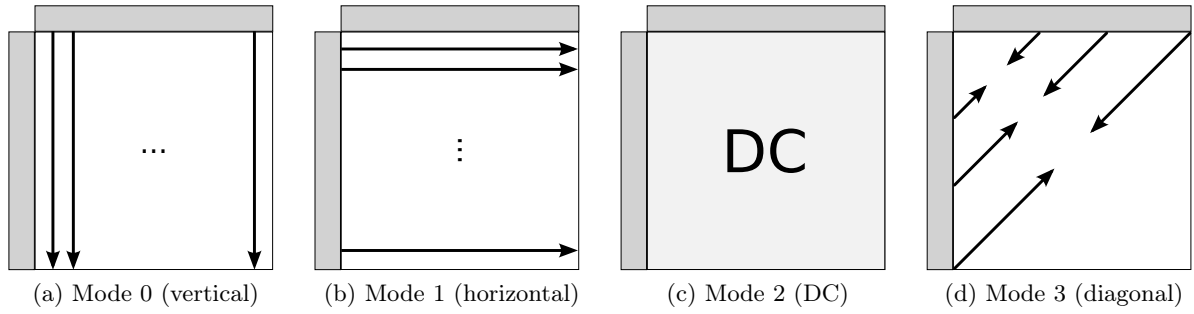 ...
⋮
DC
(a) Mode 0 (vertical)
(b) Mode 1 (horizontal)
(c) Mode 2 (DC)
(d) Mode 3 (diagonal)